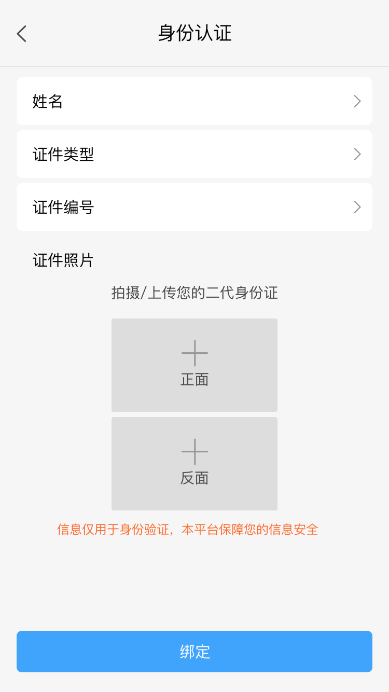 身份认证
姓名
证件类型
证件编号
证件照片
拍摄/上传您的二代身份证
正面
反面
信息仅用于身份验证，本平台保障您的信息安全
绑定